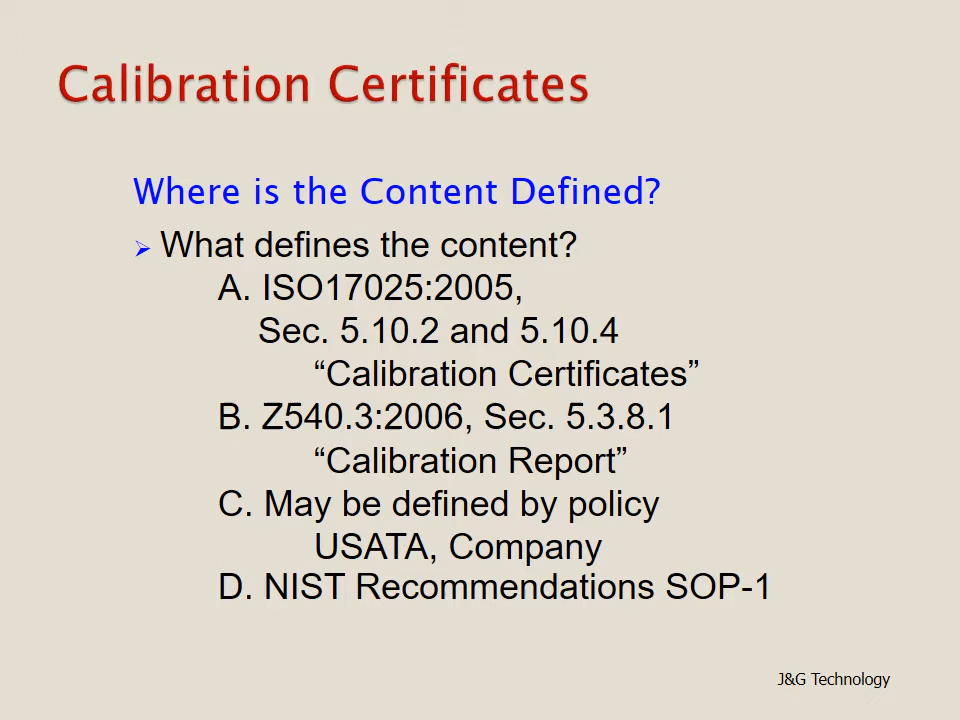 Calibration Certificates
Where is the Content Defined?
➢ What defines the content?
A. ISO17025:2005,
Sec. 5.10.2 and 5.10.4
“Calibration Certificates”
B. Z540.3:2006, Sec. 5.3.8.1
“Calibration Report”
C. May be defined by policy
USATA, Company
D. NIST Recommendations SOP-1
J&G Technology